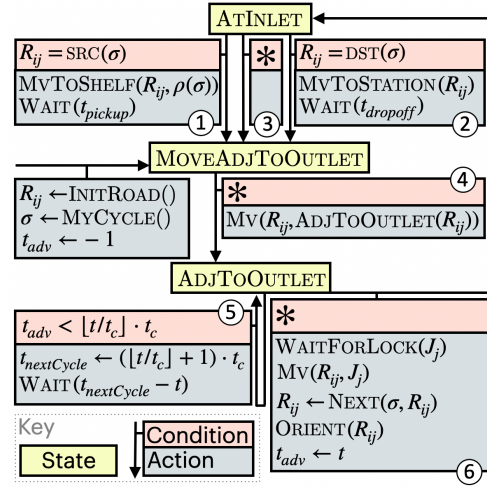 ATINLET
R_ij = SRC(σ)
MVTOSHELF(R_ij, ρ(σ))
WAIT(t_pickup)
1
*
3
R_ij = DST(σ)
MVTOSTATION(R_ij)
WAIT(t_dropoff)
2
MOVEADJTOOUTLET
R_ij ← INITROAD()
σ ← MYCYCLE()
t_adv ← − 1
*
4
MV(R_ij, ADJTOOUTLET(R_ij))
ADJTOOUTLET
5
t_adv < ⌊t/t_c⌋ · t_c
t_nextCycle ← (⌊t/t_c⌋ + 1) · t_c
WAIT(t_nextCycle − t)
*
WAITFORLOCK(J_j)
MV(R_ij, J_j)
R_ij ← NEXT(σ, R_ij)
ORIENT(R_ij)
t_adv ← t
6
Key
State
Condition
Action